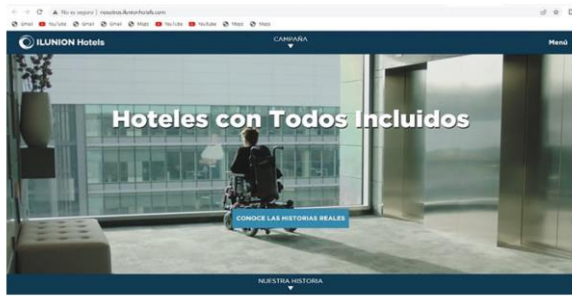 No es seguro | nosotros.ilunionhotels.com
Gmail YouTube Gmail Gmail Maps YouTube YouTube Maps Maps
ILUNION Hotels
CAMPAÑA
Menú
Hoteles con Todos Incluidos
CONOCE LAS HISTORIAS REALES
NUESTRA HISTORIA